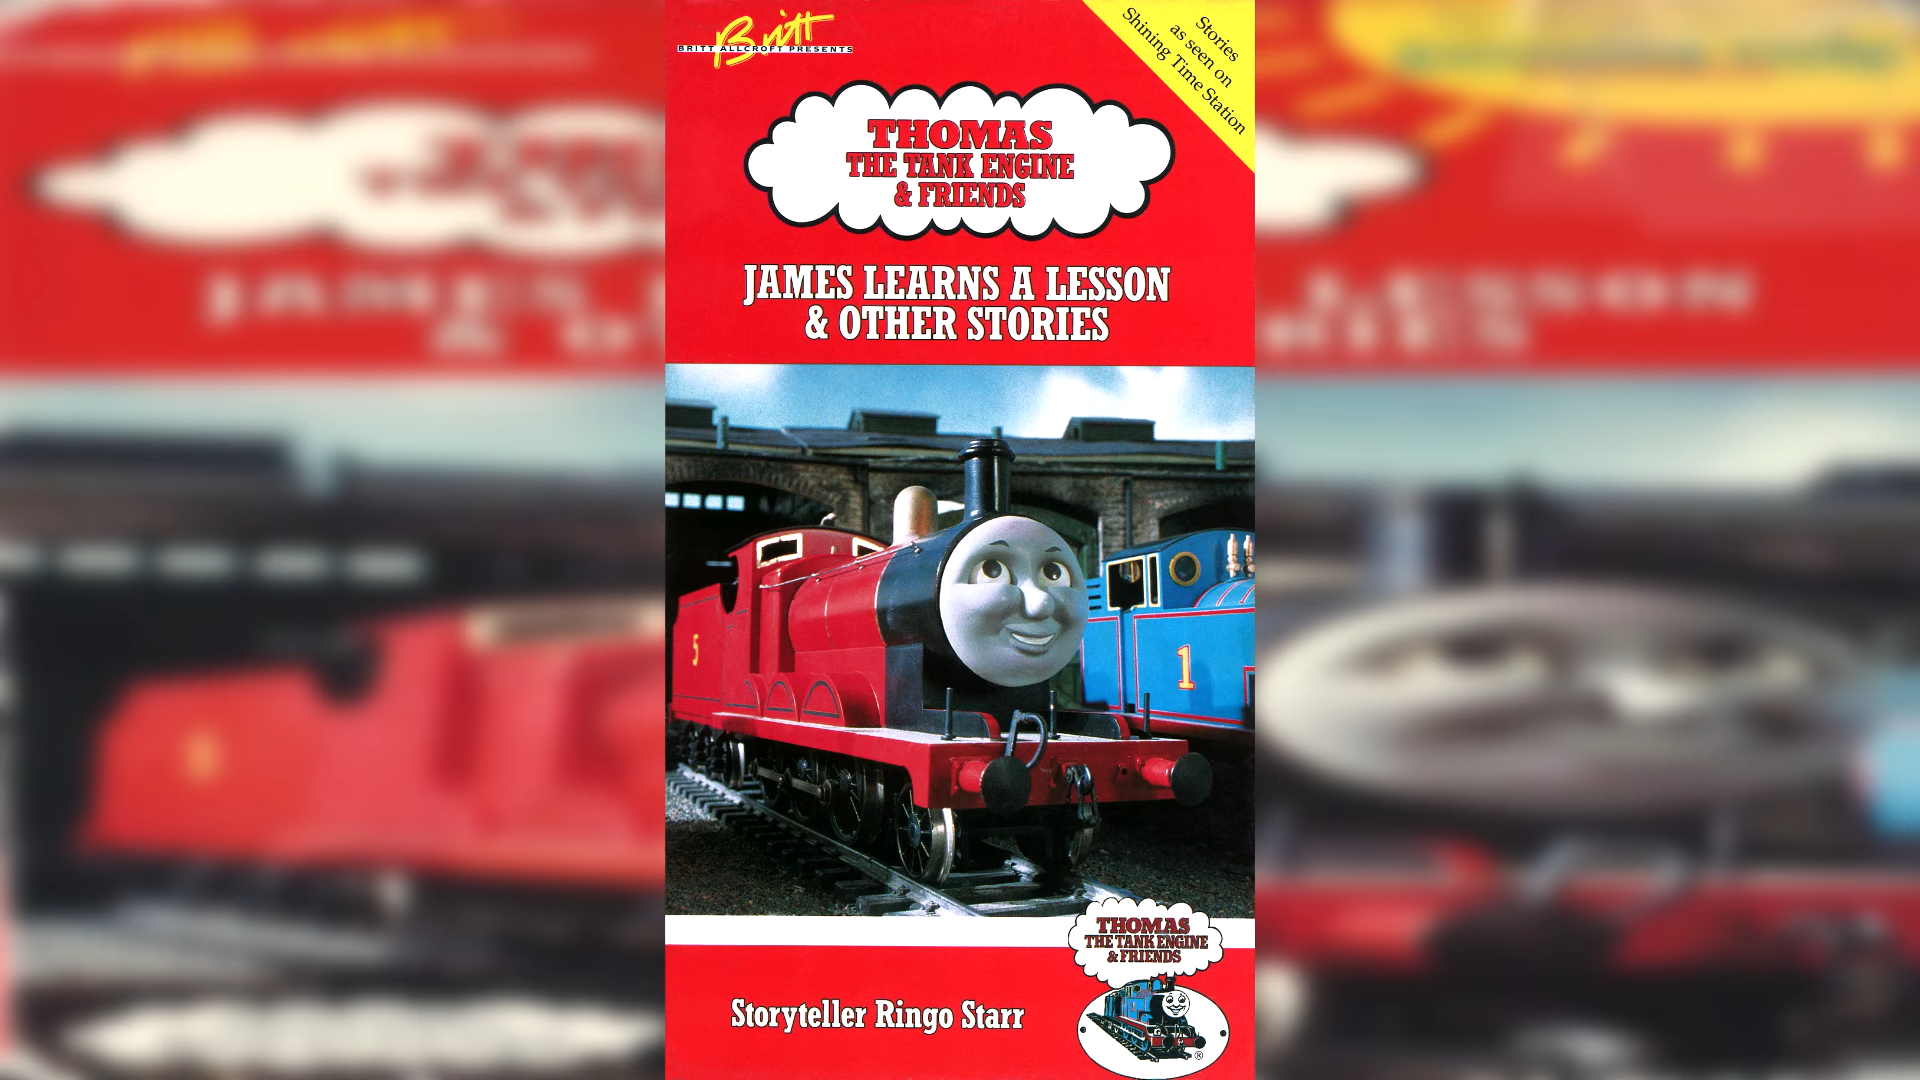 Britt
BRITT ALLCROFT PRESENTS
Stories
as seen on
Shining Time Station
THOMAS
THE TANK ENGINE
& FRIENDS
JAMES LEARNS A LESSON
& OTHER STORIES
5
1
THOMAS
THE TANK ENGINE
& FRIENDS
Storyteller Ringo Starr
®